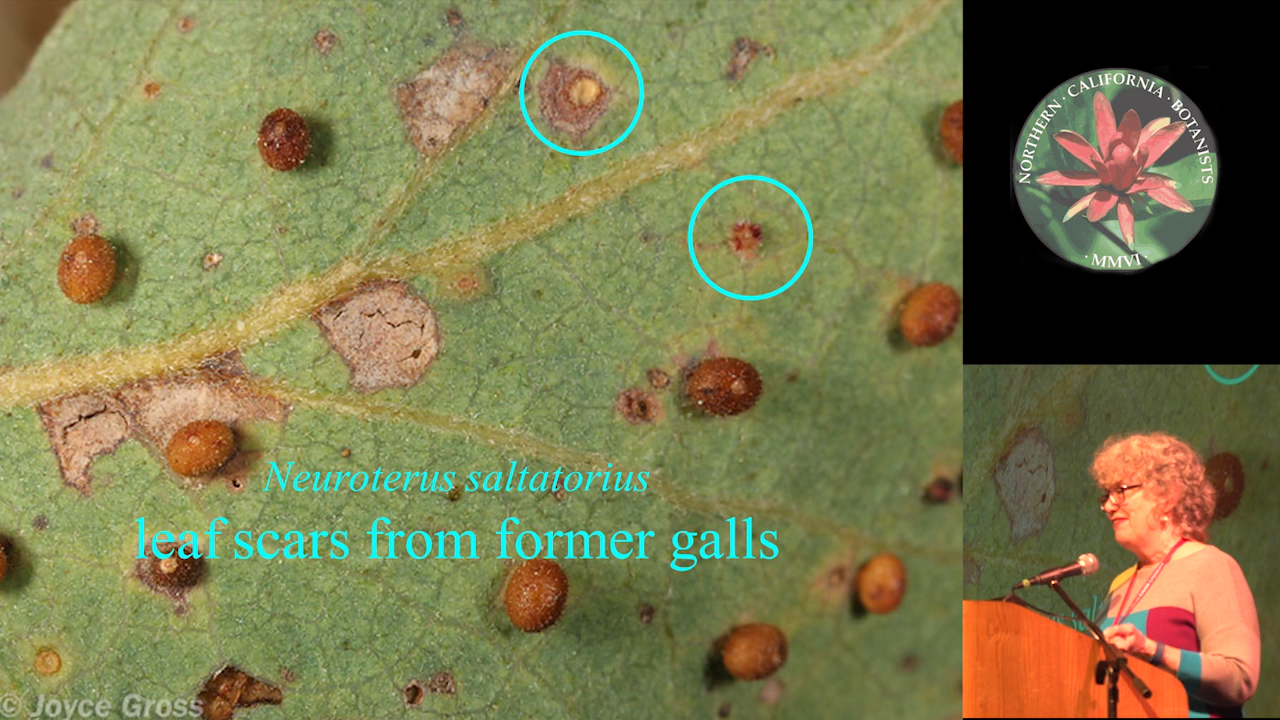 Neuroterus saltatorius
leaf scars from former galls
© Joyce Gross
NORTHERN · CALIFORNIA · BOTANISTS
· MMVI ·